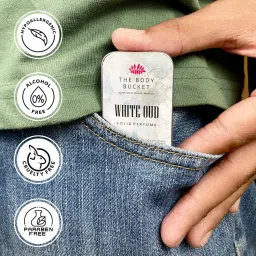 HYPOALLERGENIC
ALCOHOL
0%
FREE
CRUELTY FREE
PARABEN
FREE
THE BODY
BUCKET
WHITE OUD
SOLID PERFUME